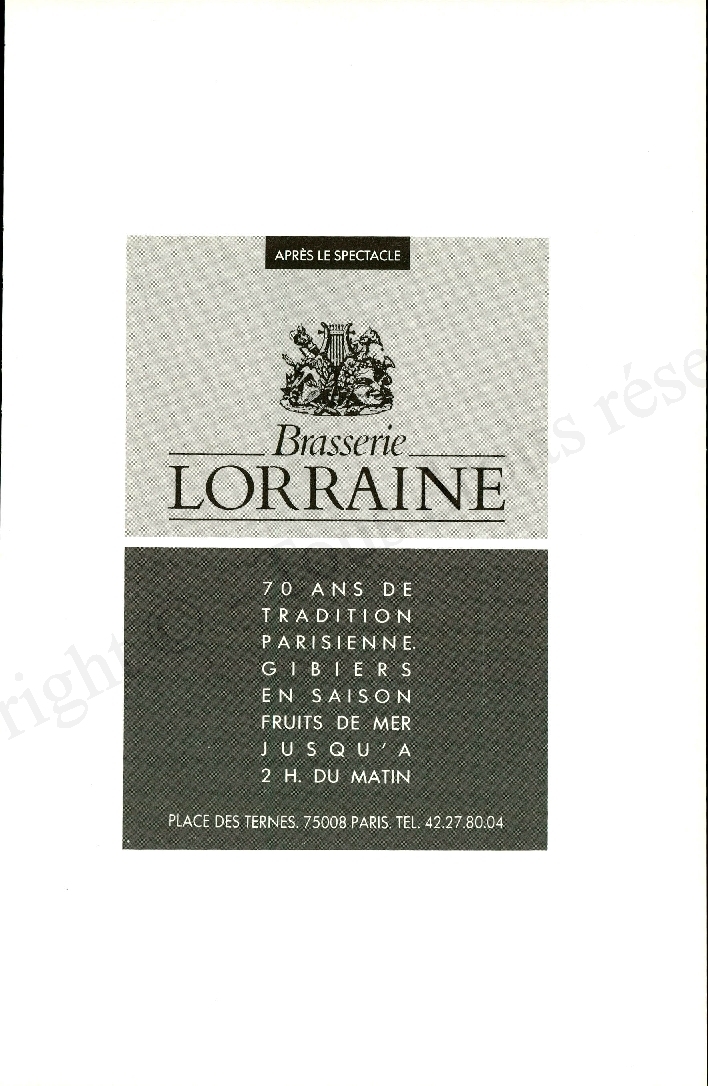 APRÈS LE SPECTACLE
Brasserie
LORRAINE
70 ANS DE
TRADITION
PARISIENNE.
GIBIERS
EN SAISON
FRUITS DE MER
JUSQU'A
2 H. DU MATIN
PLACE DES TERNES. 75008 PARIS. TEL. 42.27.80.04